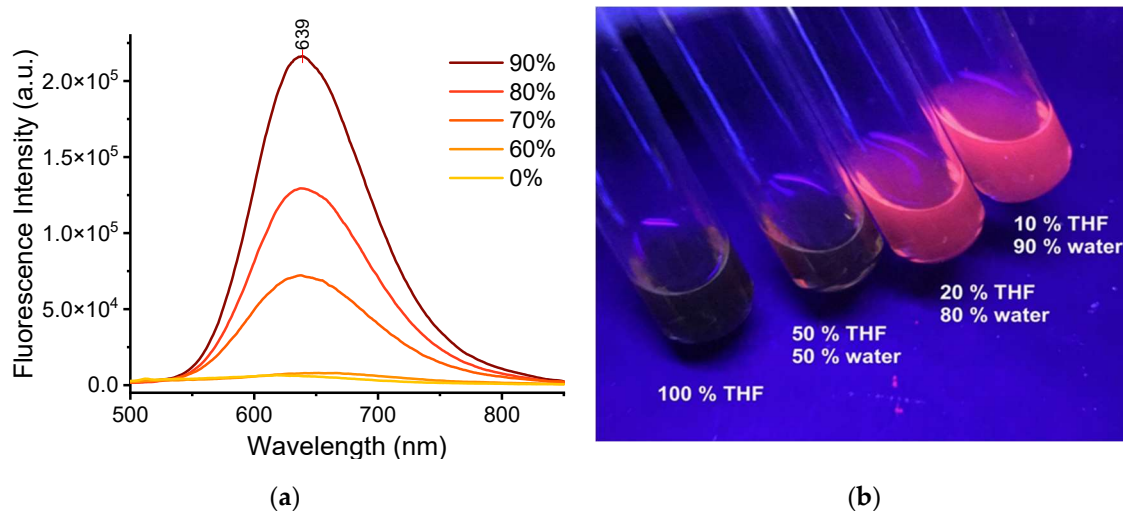 Fluorescence Intensity (a.u.)
2.0×10⁵
1.5×10⁵
1.0×10⁵
5.0×10⁴
0.0
639
90%
80%
70%
60%
0%
500
600
700
800
Wavelength (nm)
(a)
100 % THF
50 % THF
50 % water
20 % THF
80 % water
10 % THF
90 % water
(b)